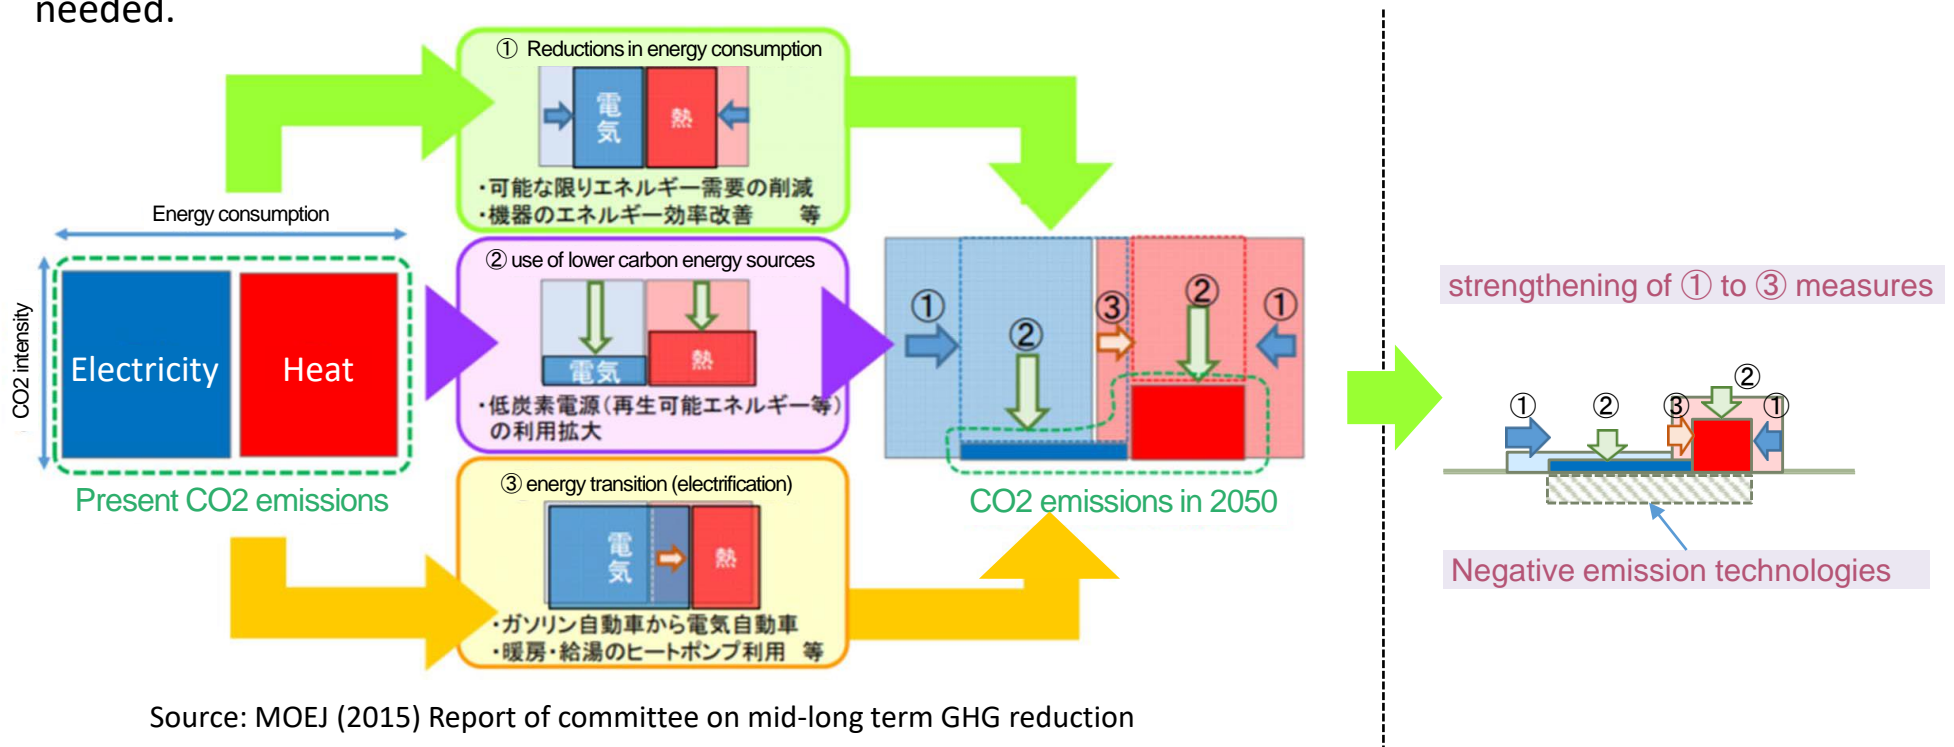 needed.
① Reductions in energy consumption
電
気
熱
・可能な限りエネルギー需要の削減
・機器のエネルギー効率改善 等
Energy consumption
CO2 intensity
Electricity
Heat
Present CO2 emissions
② use of lower carbon energy sources
電気
熱
・低炭素電源(再生可能エネルギー等)
の利用拡大
③ energy transition (electrification)
電
気
熱
・ガソリン自動車から電気自動車
・暖房・給湯のヒートポンプ利用 等
①
②
③
②
①
CO2 emissions in 2050
strengthening of ① to ③ measures
①
②
③
②
①
Negative emission technologies
Source: MOEJ (2015) Report of committee on mid-long term GHG reduction